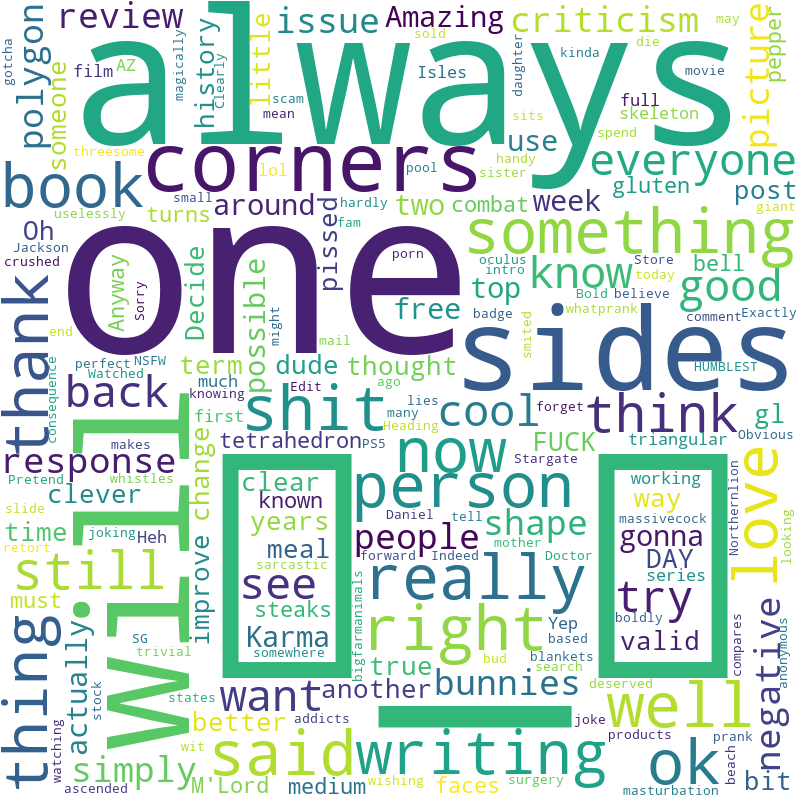 gotcha
polygon
review
AZ
film
someone
magically
history
Clearly
little
issue
always
Amazing
sold
criticism
may
die
picture
pepper
kinda
daughter
movie
Isles
full
skeleton
spend
threesome
scam
mean
lol
corners
pool
sits
use
handy
sister
everyone
book
small
hardly
two
combat
week
gluten
post
uselessly
turns
around
fam
pissed
something
giant
Oh
Jackson
crushed
Anyway
Sorry
Decide
one
porn
oculus
intro
know
Store
bell
today
top
Bold
believe
good
thank
end
possible
might
free
badge
whatprank
comment
Exactly
mail
smited
sides
perfect
NSFW
Watched
term
dude
thought
HUMBLEST
consequence
back
much
knowing
Edit
ago
lies
forget
first
shit
many
Heading
cool
think
gl
makes
tetrahedron
PS5
now
FUCK
triangular
Obvious
response
Stargate
Pretend
whistles
clear
working
Northernlion
clever
change
known
person
way
massivecock
slide
will
years
shape
gonna
love
looking
time
joking
Heh
meal
Daniel
tell
people
mother
DAY
retort
improve
sarcastic
forward
Indeed
Doctor
series
still
see
really
try
must
steaks
boldly
SG
Karma
right
Yep
based
valid
compares
anonymous
trivial
somewhere
bigfarmanimals
bud
blankets
search
actually
true
negative
thing
stock
states
want
another
bunnies
deserved
well
better
addicts
joke
products
prank
watching
wit
said
writing
ok
beach
simply
ascended
M'Lord
medium
wishing
faces
surgery
masturbation
bit